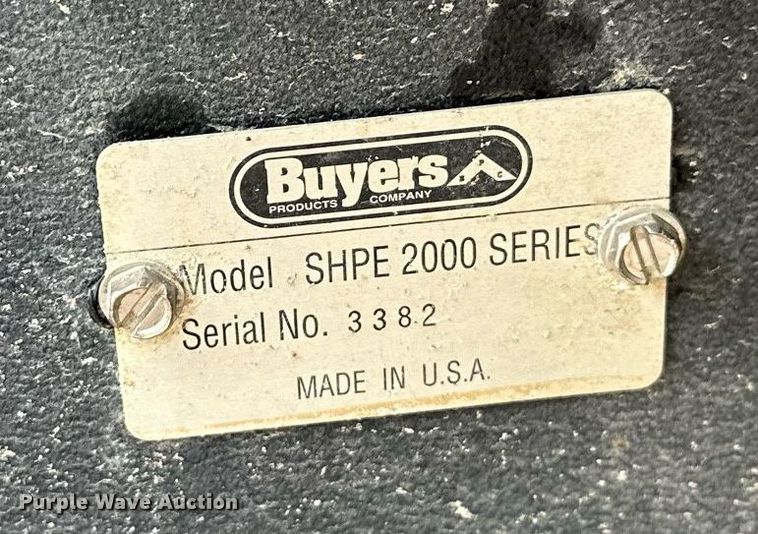 Buyers
PRODUCTS COMPANY
Model SHPE 2000 SERIES
Serial No. 3382
MADE IN U.S.A.
Purple Wave Auction